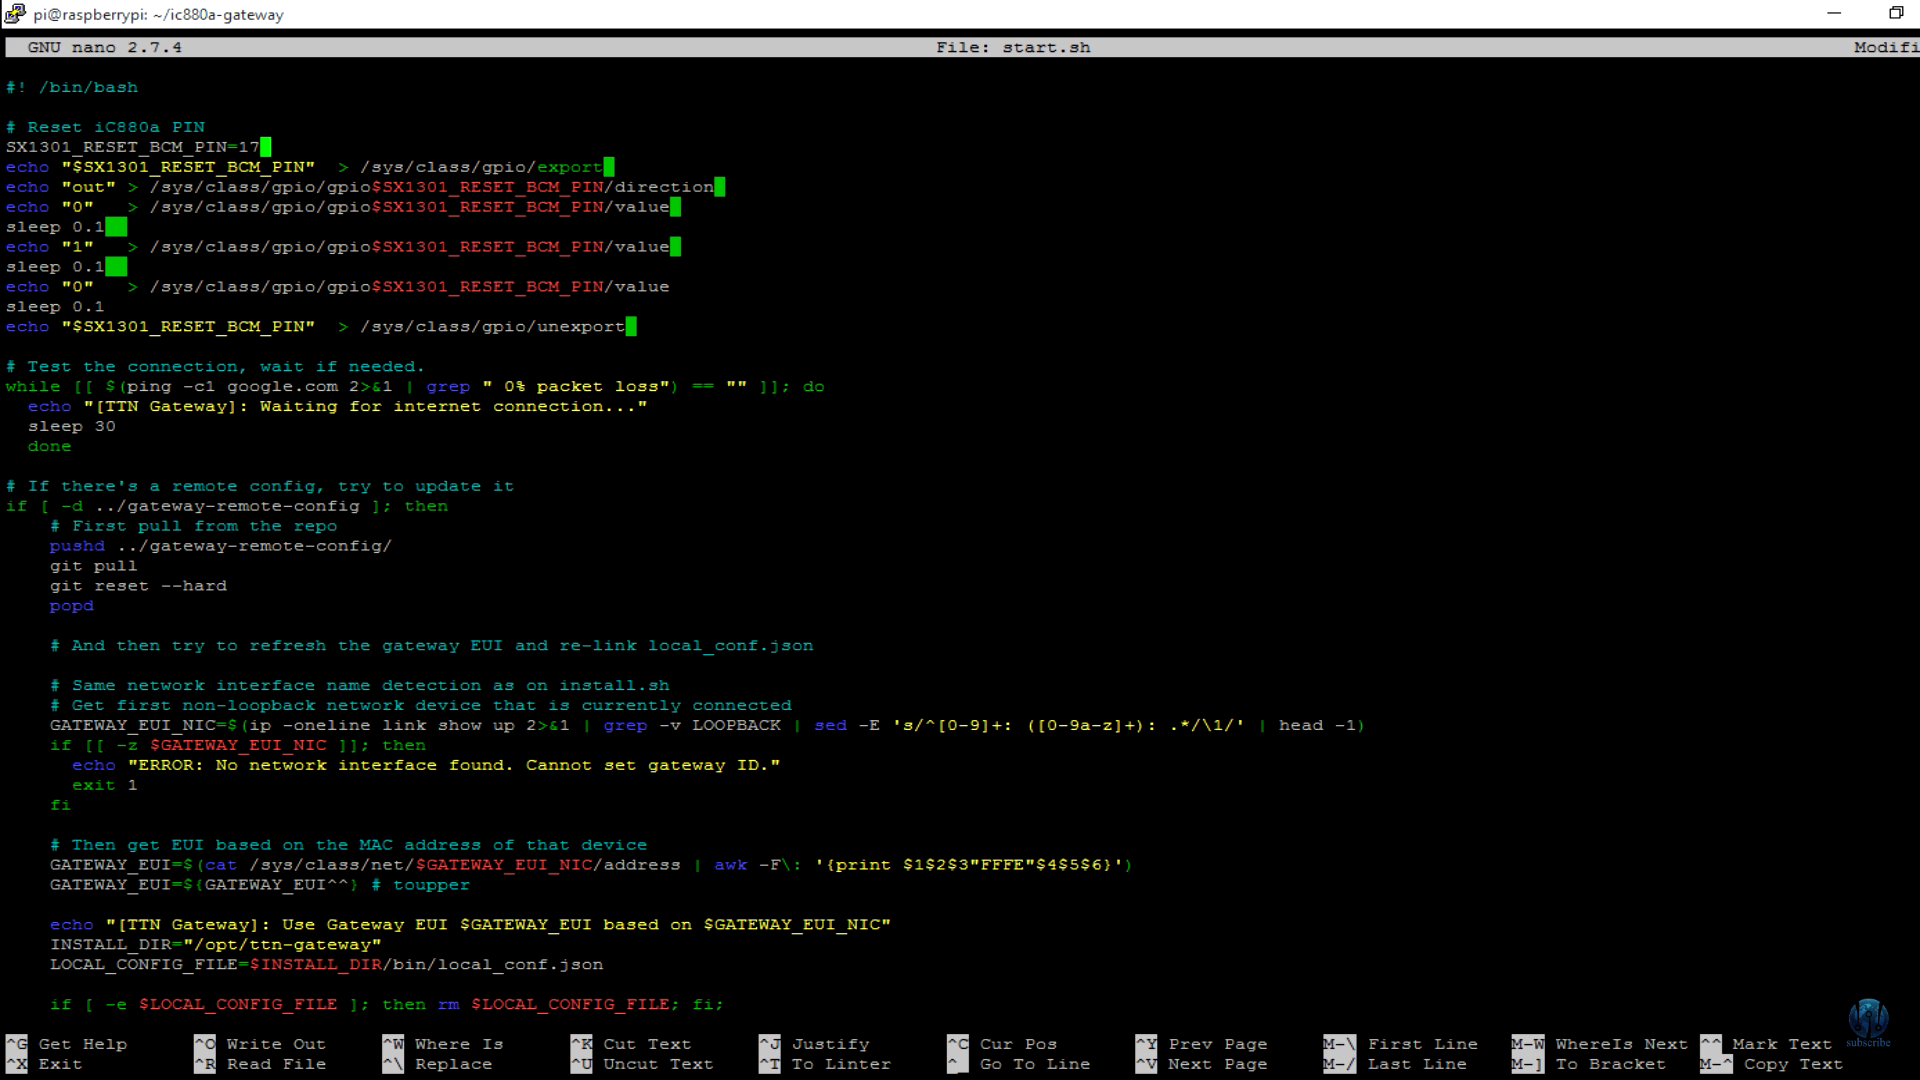 pi@raspberrypi: ~/ic880a-gateway
GNU nano 2.7.4 File: start.sh Modifi
#! /bin/bash
# Reset iC880a PIN
SX1301_RESET_BCM_PIN=17
echo "$SX1301_RESET_BCM_PIN"  > /sys/class/gpio/export
echo "out" > /sys/class/gpio/gpio$SX1301_RESET_BCM_PIN/direction
echo "0"   > /sys/class/gpio/gpio$SX1301_RESET_BCM_PIN/value
sleep 0.1
echo "1"   > /sys/class/gpio/gpio$SX1301_RESET_BCM_PIN/value
sleep 0.1
echo "0"   > /sys/class/gpio/gpio$SX1301_RESET_BCM_PIN/value
sleep 0.1
echo "$SX1301_RESET_BCM_PIN"  > /sys/class/gpio/unexport
# Test the connection, wait if needed.
while [[ $(ping -c1 google.com 2>&1 | grep " 0% packet loss") == "" ]]; do
  echo "[TTN Gateway]: Waiting for internet connection..."
  sleep 30
  done
# If there's a remote config, try to update it
if [ -d ../gateway-remote-config ]; then
    # First pull from the repo
    pushd ../gateway-remote-config/
    git pull
    git reset --hard
    popd
    # And then try to refresh the gateway EUI and re-link local_conf.json
    # Same network interface name detection as on install.sh
    # Get first non-loopback network device that is currently connected
    GATEWAY_EUI_NIC=$(ip -oneline link show up 2>&1 | grep -v LOOPBACK | sed -E 's/^[0-9]+: ([0-9a-z]+): .*/\1/' | head -1)
    if [[ -z $GATEWAY_EUI_NIC ]]; then
      echo "ERROR: No network interface found. Cannot set gateway ID."
      exit 1
    fi
    # Then get EUI based on the MAC address of that device
    GATEWAY_EUI=$(cat /sys/class/net/$GATEWAY_EUI_NIC/address | awk -F\: '{print $1$2$3"FFFE"$4$5$6}')
    GATEWAY_EUI=${GATEWAY_EUI^^} # toupper
    echo "[TTN Gateway]: Use Gateway EUI $GATEWAY_EUI based on $GATEWAY_EUI_NIC"
    INSTALL_DIR="/opt/ttn-gateway"
    LOCAL_CONFIG_FILE=$INSTALL_DIR/bin/local_conf.json
    if [ -e $LOCAL_CONFIG_FILE ]; then rm $LOCAL_CONFIG_FILE; fi;
^G Get Help ^O Write Out ^W Where Is ^K Cut Text ^J Justify ^C Cur Pos ^Y Prev Page M-\ First Line M-W WhereIs Next ^^ Mark Text
^X Exit ^R Read File ^\ Replace ^U Uncut Text ^T To Linter ^_ Go To Line ^V Next Page M-/ Last Line M-] To Bracket M-^ Copy Text
subscribe